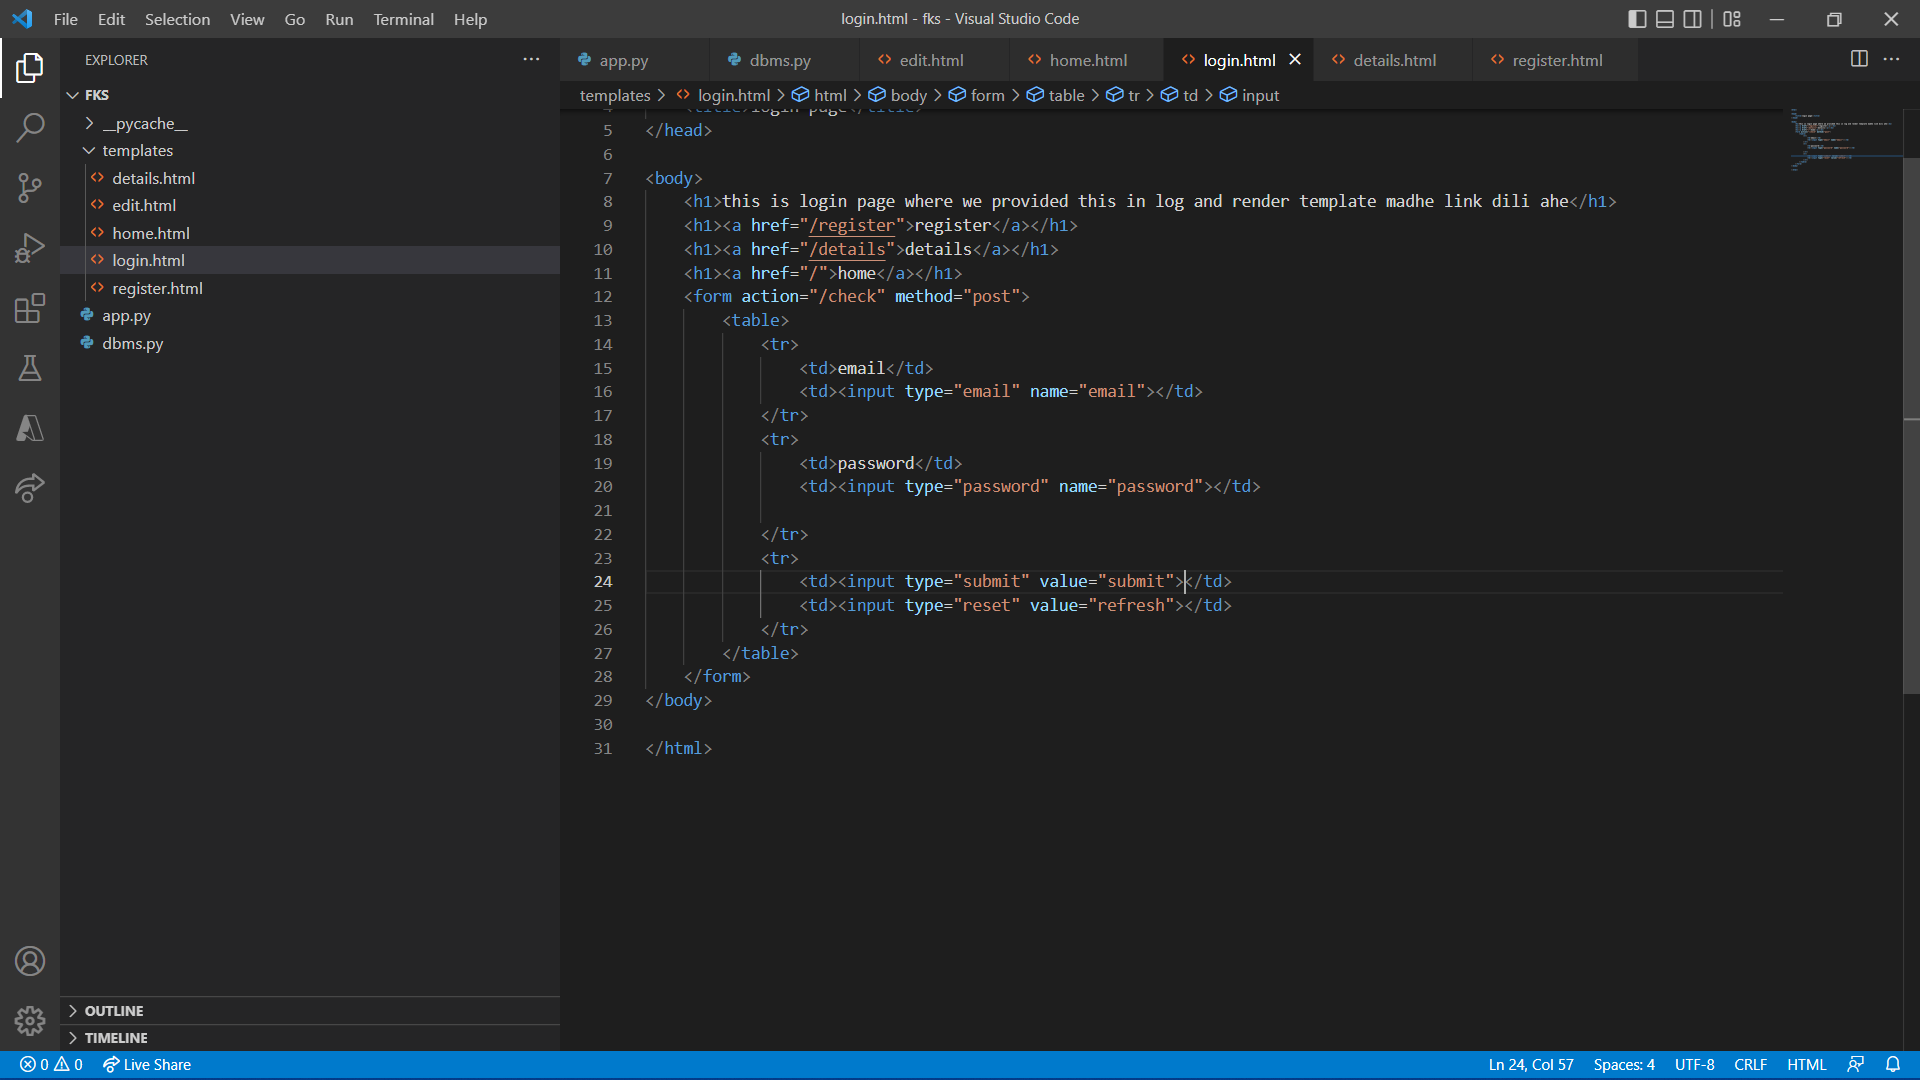 File Edit Selection View Go Run Terminal Help
login.html - fks - Visual Studio Code
EXPLORER
FKS
__pycache__
templates
details.html
edit.html
home.html
login.html
register.html
app.py
dbms.py
OUTLINE
TIMELINE
app.py dbms.py edit.html home.html login.html details.html register.html
templates > login.html > html > body > form > table > tr > td > input
4 <title>login page</title>
5 </head>
6
7 <body>
8 <h1>this is login page where we provided this in log and render template madhe link dili ahe</h1>
9 <h1><a href="/register">register</a></h1>
10 <h1><a href="/details">details</a></h1>
11 <h1><a href="/">home</a></h1>
12 <form action="/check" method="post">
13 <table>
14 <tr>
15 <td>email</td>
16 <td><input type="email" name="email"></td>
17 </tr>
18 <tr>
19 <td>password</td>
20 <td><input type="password" name="password"></td>
21
22 </tr>
23 <tr>
24 <td><input type="submit" value="submit"></td>
25 <td><input type="reset" value="refresh"></td>
26 </tr>
27 </table>
28 </form>
29 </body>
30
31 </html>
0 0 Live Share
Ln 24, Col 57 Spaces: 4 UTF-8 CRLF HTML